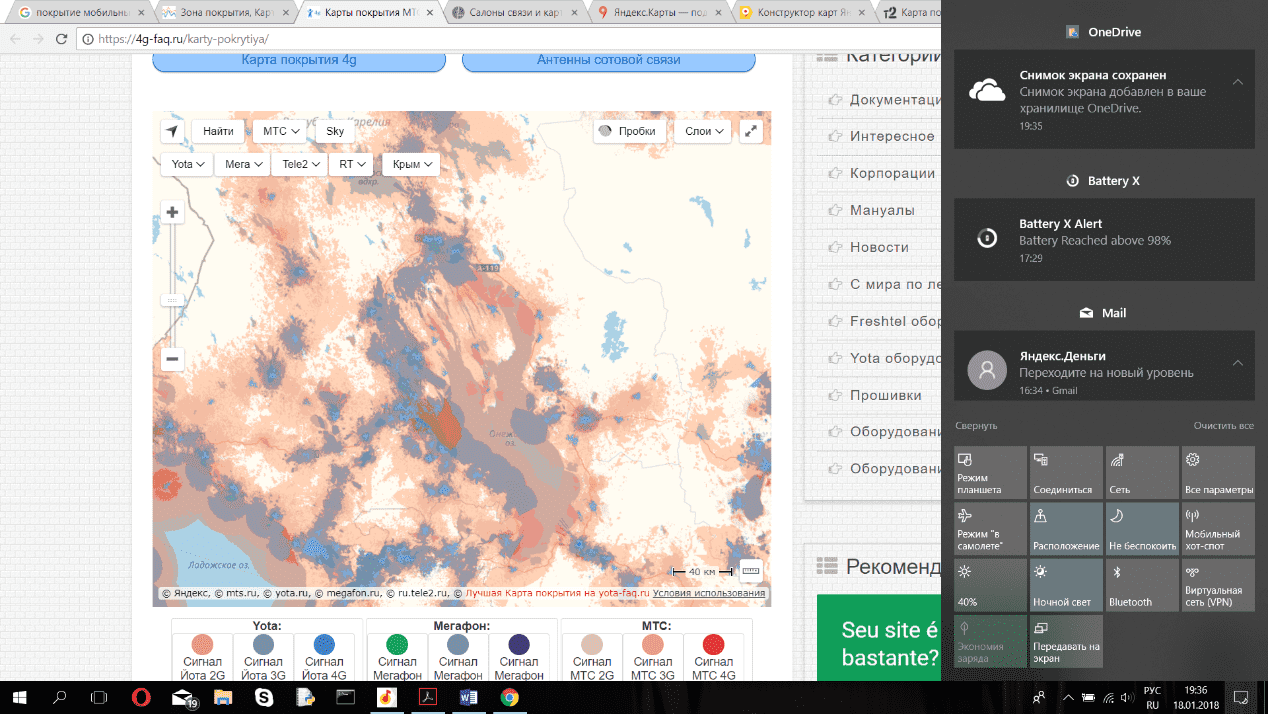 покрытие мобильны
Зона покрытия, Кар
Карты покрытия МТС
Салоны связи и кар
Яндекс.Карты — под
Конструктор карт Ян
Карта по
https://4g-faq.ru/karty-pokrytiya/
Карта покрытия 4g
Антенны сотовой связи
Найти
МТС
Sky
Пробки
Слои
Yota
Мега
Tele2
RT
Крым
Онеж
оз.
Ладожское оз.
40 км
© Яндекс, © mts.ru, © yota.ru, © megafon.ru, © ru.tele2.ru, © Лучшая Карта покрытия на yota-faq.ru Условия использования
Yota:
Сигнал
Йота 2G
Сигнал
Йота 3G
Сигнал
Йота 4G
Мегафон:
Сигнал
Мегафон
Сигнал
Мегафон
Сигнал
Мегафон
МТС:
Сигнал
МТС 2G
Сигнал
МТС 3G
Сигнал
МТС 4G
Категории
Документаци
Интересное
Корпорации
Мануалы
Новости
С мира по ле
Freshtel обор
Yota оборудо
Прошивки
Оборудовани
Оборудовани
Рекоменд
Seu site é
bastante?
OneDrive
Снимок экрана сохранен
Снимок экрана добавлен в ваше
хранилище OneDrive.
19:35
Battery X
Battery X Alert
Battery Reached above 98%
17:29
Mail
Яндекс.Деньги
Переходите на новый уровень
16:34 • Gmail
Свернуть
Очистить все
Режим
планшета
Соединиться
Сеть
Все параметры
Режим "в
самолете"
Расположение
Не беспокоить
Мобильный
хот-спот
40%
Ночной свет
Bluetooth
Виртуальная
сеть (VPN)
Экономия
заряда
Передавать на
экран
19
РУС
RU
19:36
18.01.2018